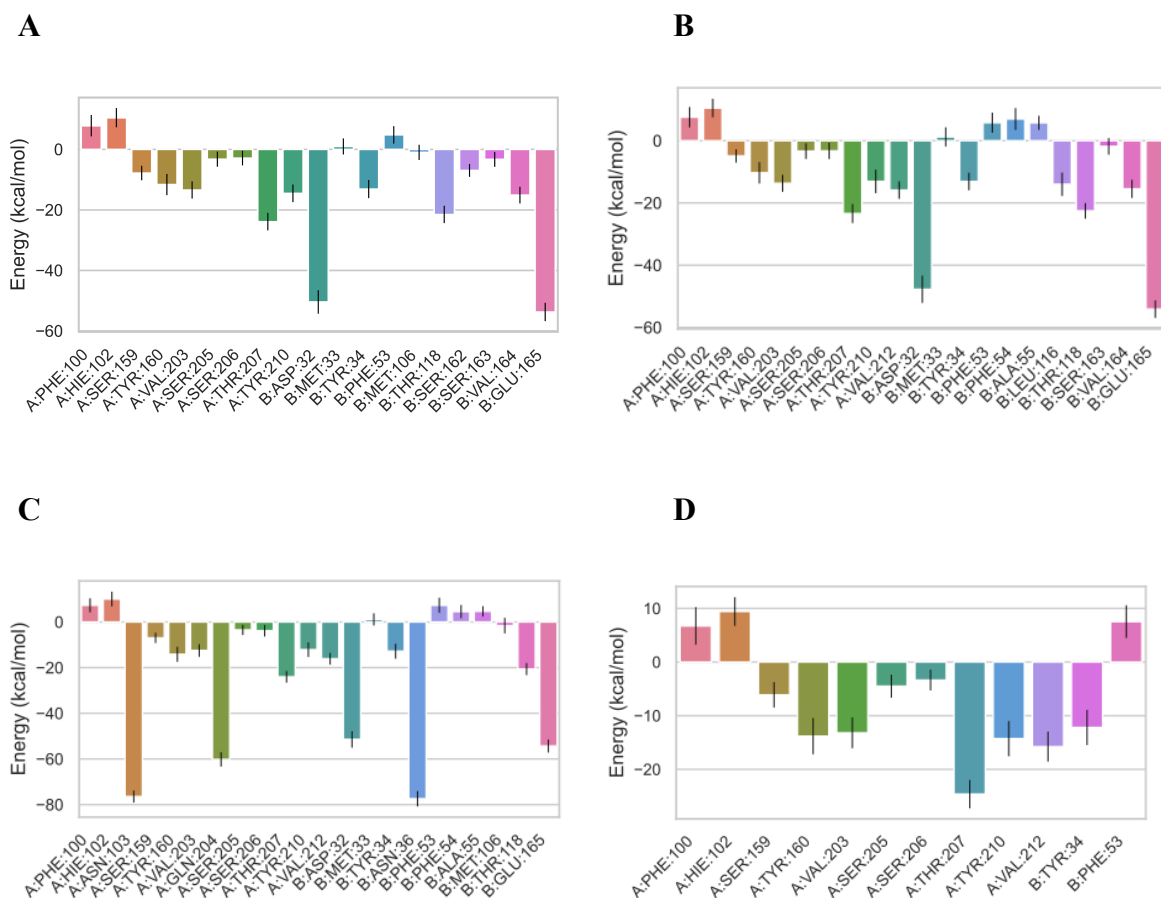 A
Energy (kcal/mol)
0
−20
−40
−60
A:PHE:100
A:HIE:102
A:SER:159
A:TYR:160
A:VAL:203
A:SER:205
A:SER:206
A:THR:207
A:TYR:210
B:ASP:32
B:MET:33
B:TYR:34
B:PHE:53
B:MET:106
B:THR:118
B:SER:162
B:SER:163
B:VAL:164
B:GLU:165
B
Energy (kcal/mol)
0
−20
−40
−60
A:PHE:100
A:HIE:102
A:SER:159
A:TYR:160
A:VAL:203
A:SER:205
A:SER:206
A:THR:207
A:TYR:210
A:VAL:212
B:ASP:32
B:MET:33
B:TYR:34
B:PHE:53
B:PHE:54
B:ALA:55
B:LEU:116
B:THR:118
B:SER:163
B:VAL:164
B:GLU:165
C
Energy (kcal/mol)
0
−20
−40
−60
−80
A:PHE:100
A:HIE:102
A:ASN:103
A:SER:159
A:TYR:160
A:VAL:203
A:GLN:204
A:SER:205
A:SER:206
A:THR:207
A:TYR:210
A:VAL:212
B:ASP:32
B:MET:33
B:TYR:34
B:ASN:36
B:PHE:53
B:PHE:54
B:ALA:55
B:MET:106
B:THR:118
B:GLU:165
D
Energy (kcal/mol)
10
0
−10
−20
A:PHE:100
A:HIE:102
A:SER:159
A:TYR:160
A:VAL:203
A:SER:205
A:SER:206
A:THR:207
A:TYR:210
A:VAL:212
B:TYR:34
B:PHE:53